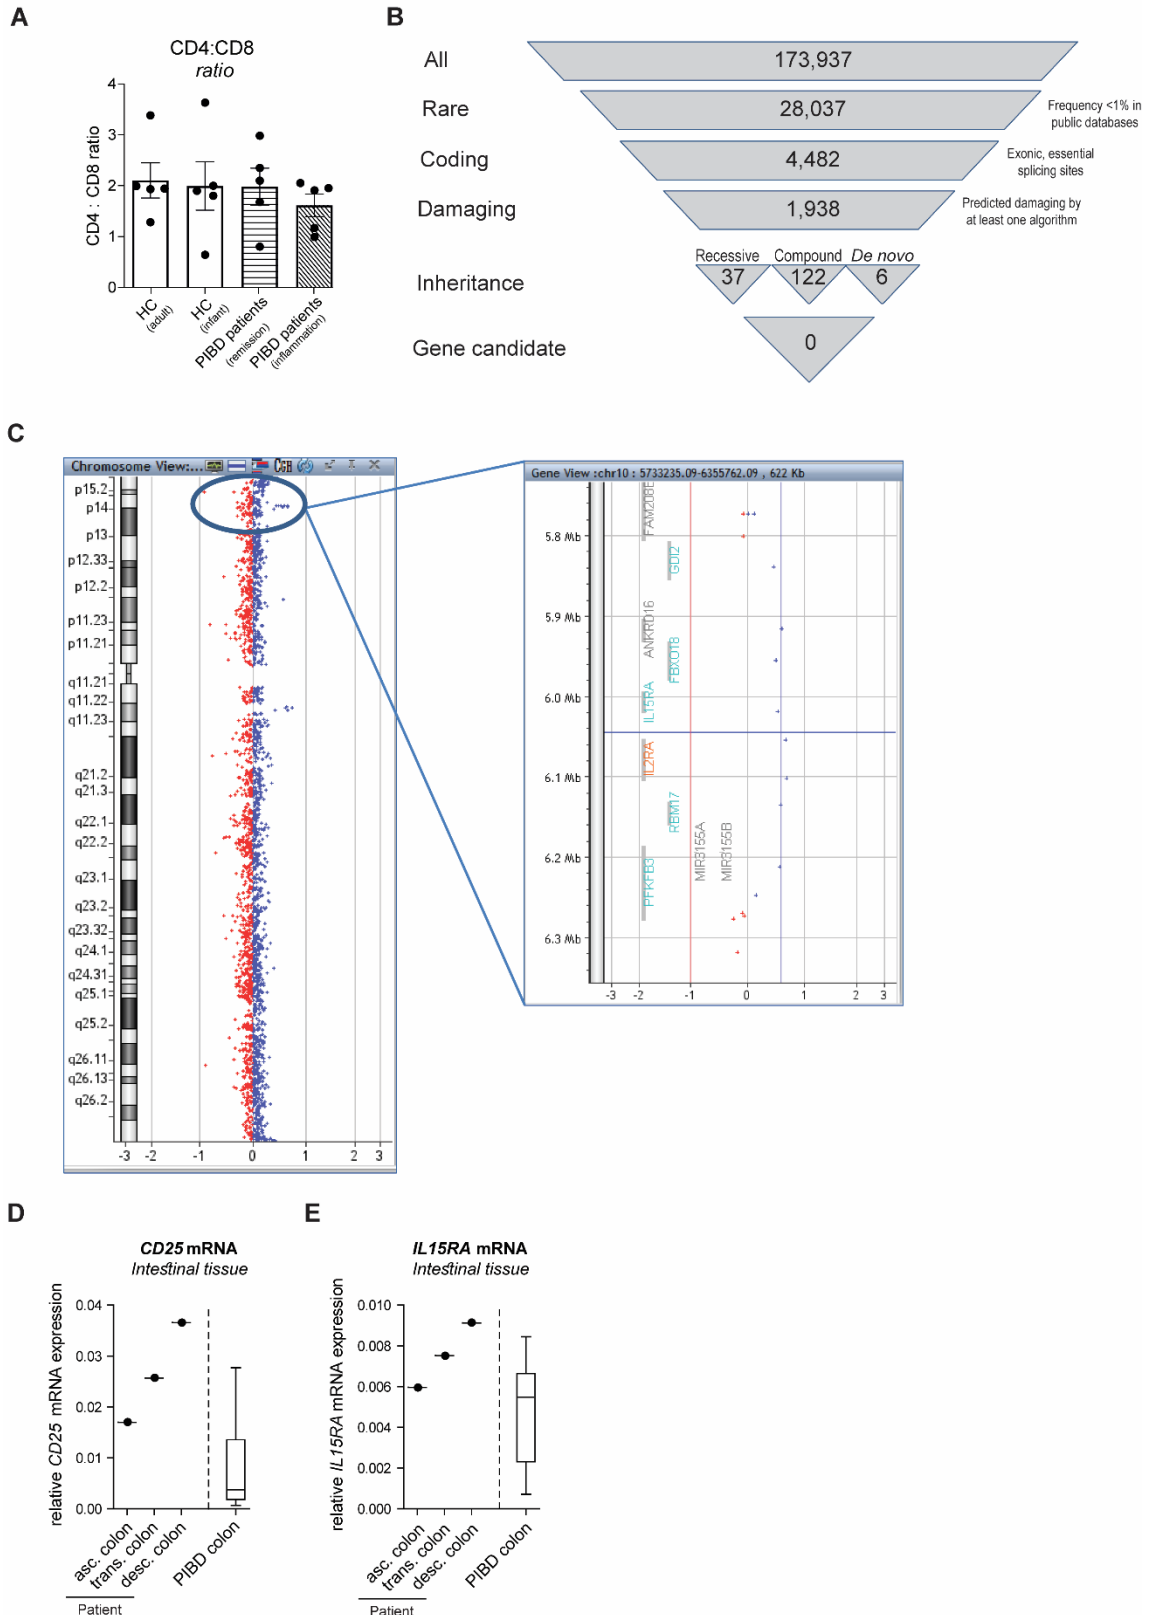 A
CD4:CD8
ratio
CD4 : CD8 ratio
4
3
2
1
0
HC
(adult)
HC
(infant)
PIBD patients
(remission)
PIBD patients
(inflammation)
B
All
173,937
Rare
28,037
Frequency <1% in
public databases
Coding
4,482
Exonic, essential
splicing sites
Damaging
1,938
Predicted damaging by
at least one algorithm
Inheritance
Recessive
Compound
De novo
37
122
6
Gene candidate
0
C
Chromosome View:...
p15.2
p14
p13
p12.33
p12.2
p11.23
p11.21
q11.21
q11.22
q11.23
q21.2
q21.3
q22.1
q22.2
q23.1
q23.2
q23.32
q24.1
q24.31
q25.1
q25.2
q26.11
q26.13
q26.2
-3 -2 -1 0 1 2 3
Gene View :chr10 : 5733235.09-6355762.09 , 622 Kb
5.8 Mb
5.9 Mb
6.0 Mb
6.1 Mb
6.2 Mb
6.3 Mb
GDI2
ANKRD16
FBXO18
IL15RA
IL2RA
RBM17
MIR3155A
MIR3155B
PFKFB3
-3 -2 -1 0 1 2 3
D
CD25 mRNA
Intestinal tissue
relative CD25 mRNA expression
0.04
0.03
0.02
0.01
0.00
asc. colon
trans. colon
desc. colon
PIBD colon
Patient
E
IL15RA mRNA
Intestinal tissue
relative IL15RA mRNA expression
0.010
0.008
0.006
0.004
0.002
0.000
asc. colon
trans. colon
desc. colon
PIBD colon
Patient